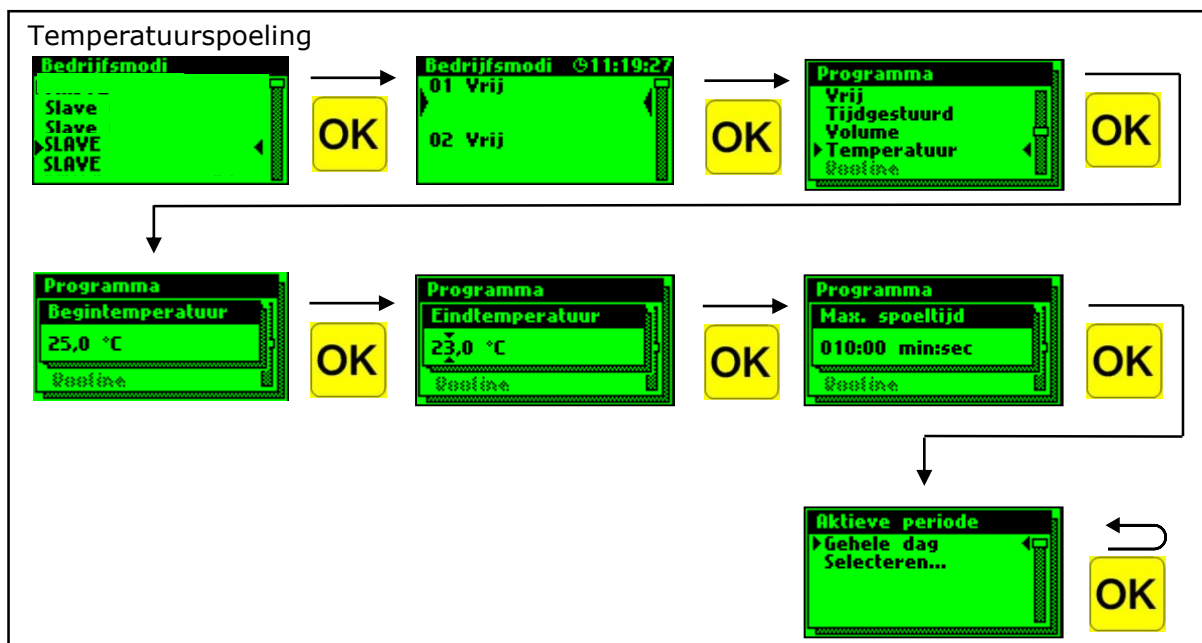 Temperatuurspoeling
Bedrijfsmodi
Slave
Slave
SLAVE
SLAVE
OK
Bedrijfsmodi 11:19:27
01 Vrij
02 Vrij
OK
Programma
Vrij
Tijdgestuurd
Volume
Temperatuur
OK
Programma
Begintemperatuur
25,0 °C
OK
Programma
Eindtemperatuur
23,0 °C
OK
Programma
Max. spoeltijd
010:00 min:sec
OK
Aktieve periode
Gehele dag
Selecteren...
OK